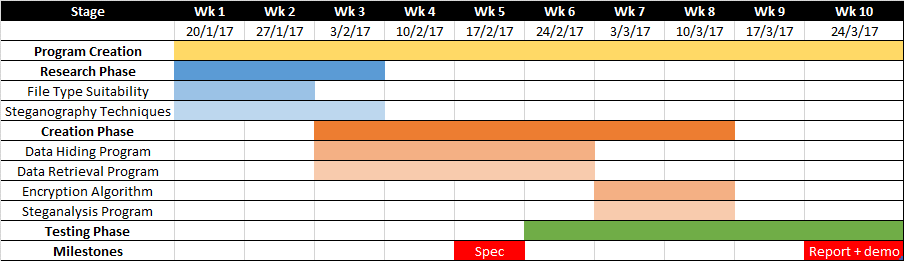 Stage Wk 1 Wk 2 Wk 3 Wk 4 Wk 5 Wk 6 Wk 7 Wk 8 Wk 9 Wk 10
20/1/17 27/1/17 3/2/17 10/2/17 17/2/17 24/2/17 3/3/17 10/3/17 17/3/17 24/3/17
Program Creation
Research Phase
File Type Suitability
Steganography Techniques
Creation Phase
Data Hiding Program
Data Retrieval Program
Encryption Algorithm
Steganalysis Program
Testing Phase
Milestones Spec Report + demo